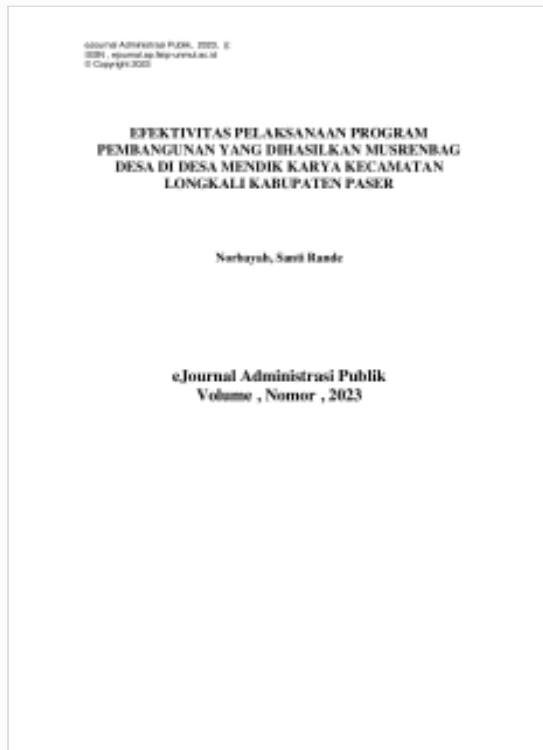 eJournal Administrasi Publik, 2023, ():
ISSN , ejournal.ap.fisip-unmul.ac.id
© Copyright 2023
EFEKTIVITAS PELAKSANAAN PROGRAM
PEMBANGUNAN YANG DIHASILKAN MUSRENBAG
DESA DI DESA MENDIK KARYA KECAMATAN
LONGKALI KABUPATEN PASER
Norbayah, Santi Rande
eJournal Administrasi Publik
Volume , Nomor , 2023